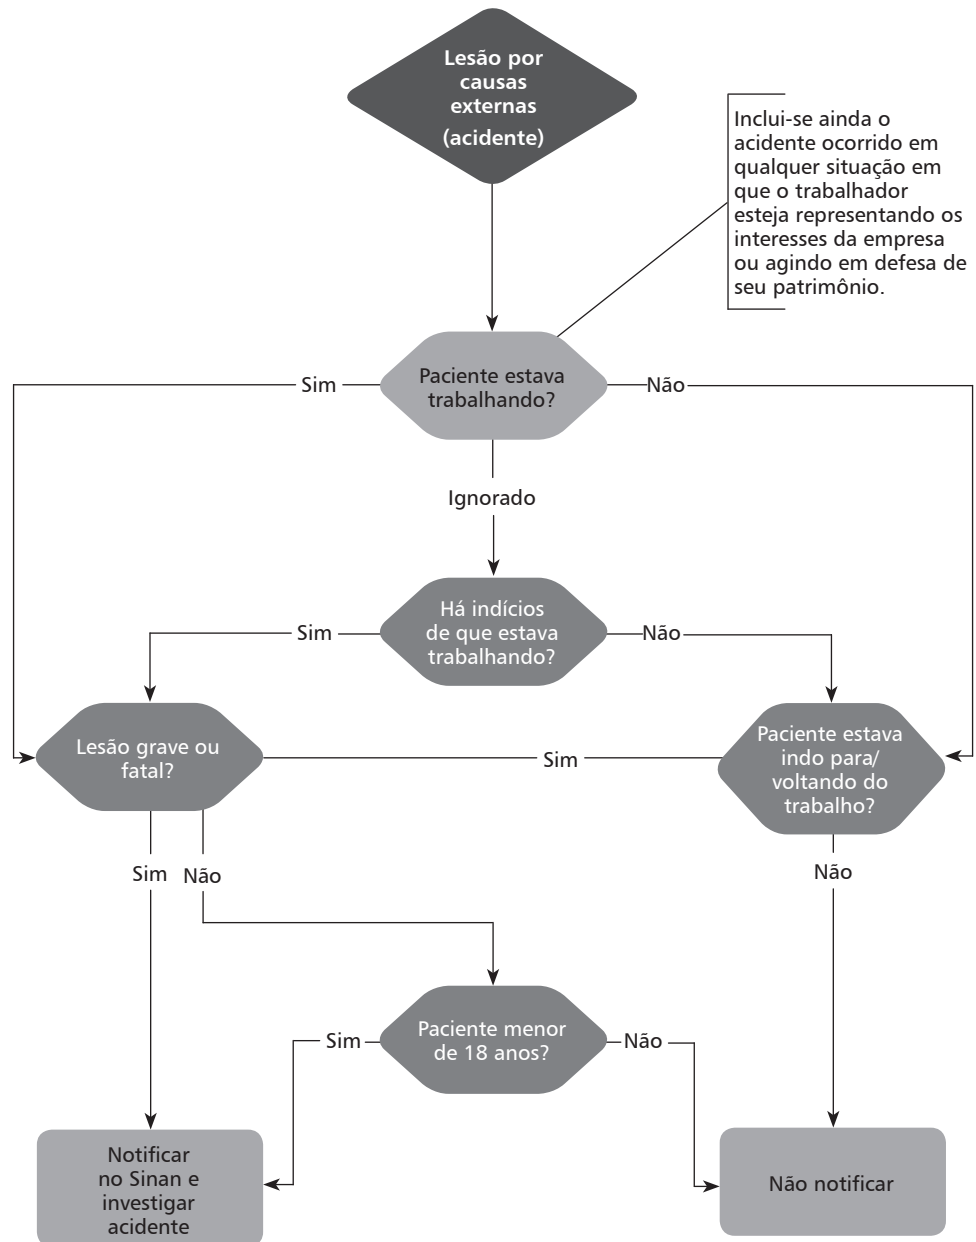 Lesão por
causas
externas
(acidente)
Inclui-se ainda o
acidente ocorrido em
qualquer situação em
que o trabalhador
esteja representando os
interesses da empresa
ou agindo em defesa de
seu patrimônio.
Sim
Paciente estava
trabalhando?
Não
Ignorado
Sim
Há indícios
de que estava
trabalhando?
Não
Lesão grave ou
fatal?
Sim
Paciente estava
indo para/
voltando do
trabalho?
Sim
Não
Não
Sim
Paciente menor
de 18 anos?
Não
Notificar
no Sinan e
investigar
acidente
Não notificar